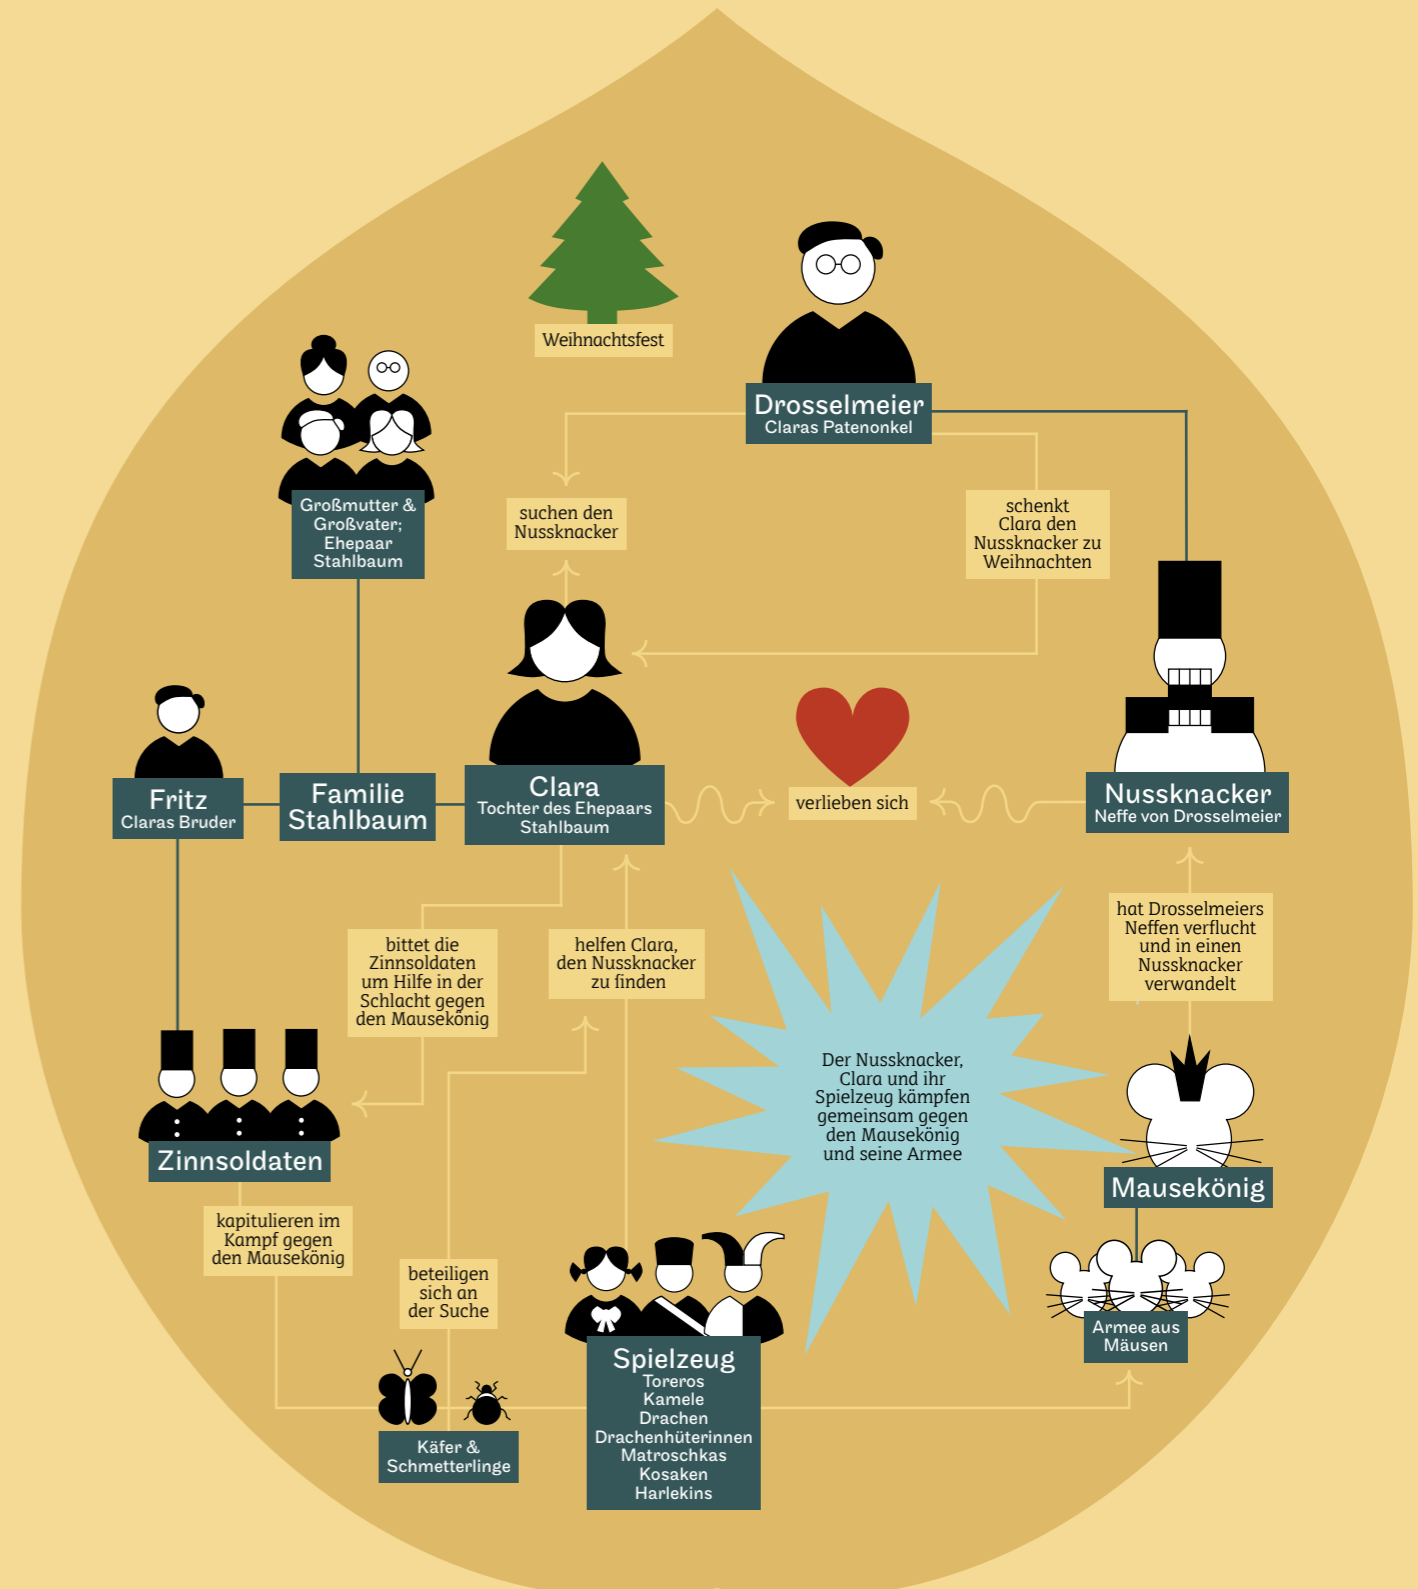 Weihnachtsfest
Drosselmeier
Claras Patenonkel
Großmutter &
Großvater;
Ehepaar
Stahlbaum
suchen den
Nussknacker
schenkt
Clara den
Nussknacker zu
Weihnachten
Fritz
Claras Bruder
Familie
Stahlbaum
Clara
Tochter des Ehepaars
Stahlbaum
verlieben sich
Nussknacker
Neffe von Drosselmeier
bittet die
Zinnsoldaten
um Hilfe in der
Schlacht gegen
den Mausekönig
helfen Clara,
den Nussknacker
zu finden
hat Drosselmeiers
Neffen verflucht
und in einen
Nussknacker
verwandelt
Der Nussknacker,
Clara und ihr
Spielzeug kämpfen
gemeinsam gegen
den Mausekönig
und seine Armee
Zinnsoldaten
Mausekönig
kapitulieren im
Kampf gegen
den Mausekönig
beteiligen
sich an
der Suche
Armee aus
Mäusen
Spielzeug
Toreros
Kamele
Drachen
Drachenhüterinnen
Matroschkas
Kosaken
Harlekins
Käfer &
Schmetterlinge